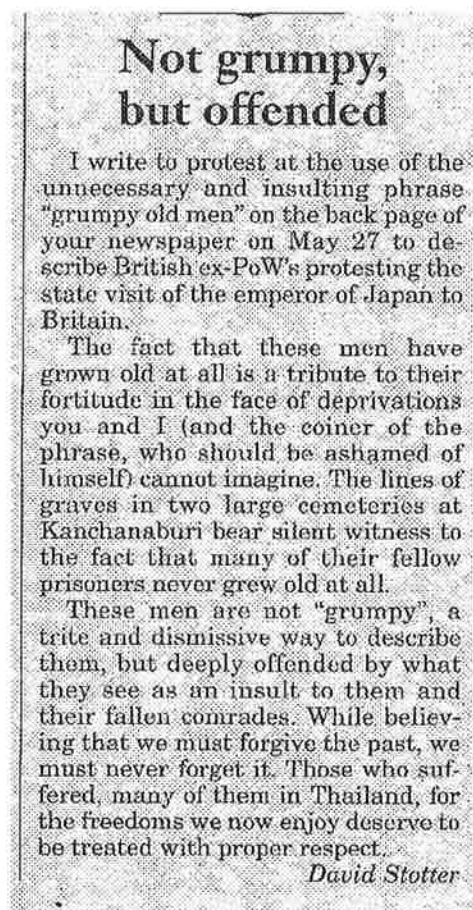 Not grumpy,
but offended
I write to protest at the use of the
unnecessary and insulting phrase
"grumpy old men" on the back page of
your newspaper on May 27 to de-
scribe British ex-PoW's protesting the
state visit of the emperor of Japan to
Britain.
The fact that these men have
grown old at all is a tribute to their
fortitude in the face of deprivations
you and I (and the coiner of the
phrase, who should be ashamed of
himself) cannot imagine. The lines of
graves in two large cemeteries at
Kanchanaburi bear silent witness to
the fact that many of their fellow
prisoners never grew old at all.
These men are not "grumpy", a
trite and dismissive way to describe
them, but deeply offended by what
they see as an insult to them and
their fallen comrades. While believ-
ing that we must forgive the past, we
must never forget it. Those who suf-
fered, many of them in Thailand, for
the freedoms we now enjoy deserve to
be treated with proper respect.
David Stotter